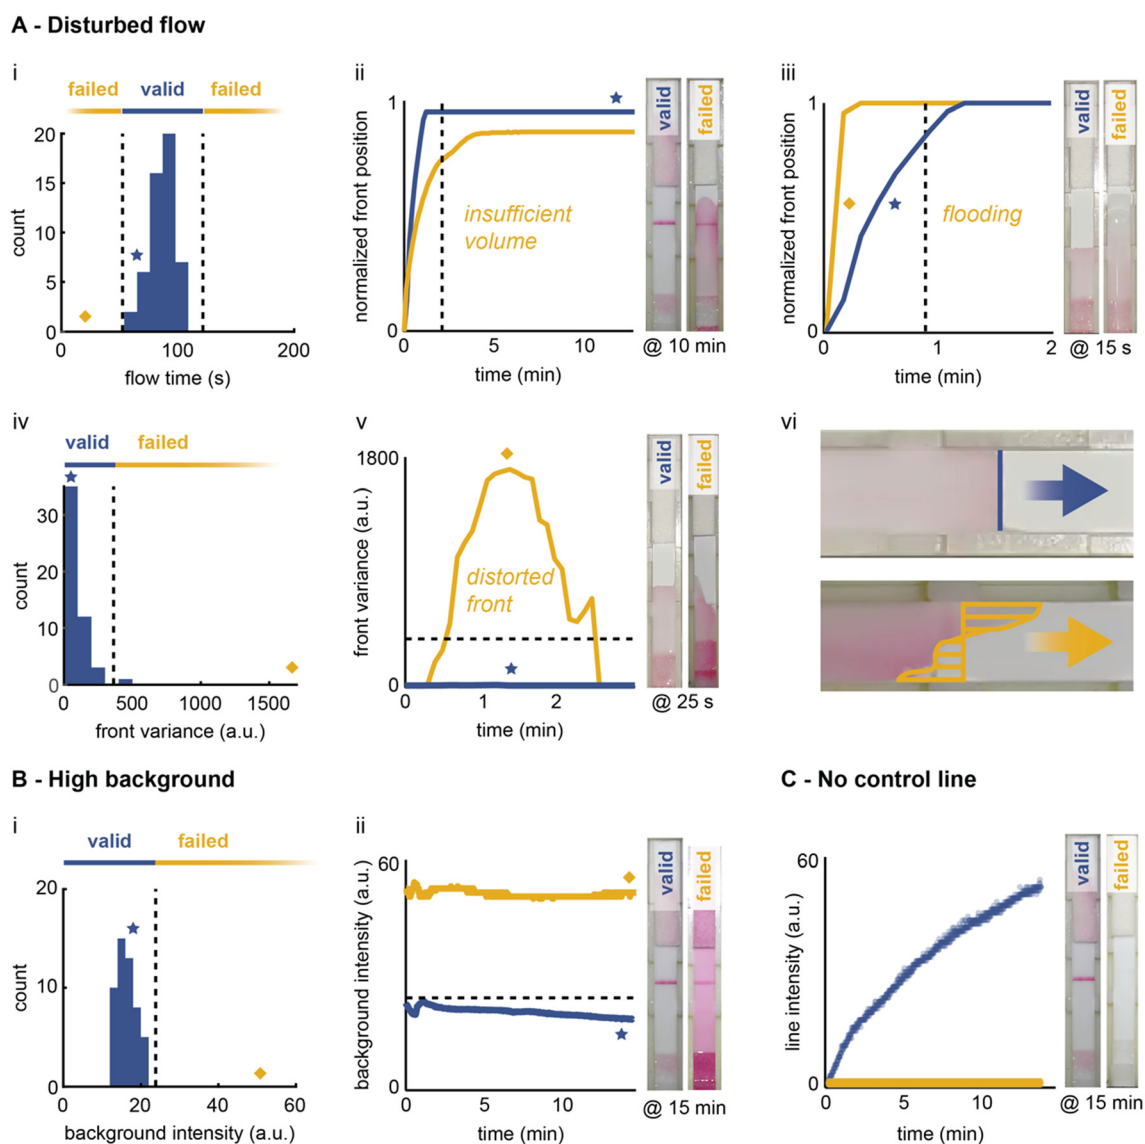 A - Disturbed flow
i
failed valid failed
20
15
10
5
0
count
0 100 200
flow time (s)
ii
1
0
normalized front position
insufficient
volume
0 5 10
time (min)
valid failed
@ 10 min
iii
1
0
normalized front position
flooding
0 1 2
time (min)
valid failed
@ 15 s
iv
valid failed
30
20
10
0
count
0 500 1000 1500
front variance (a.u.)
v
1800
0
front variance (a.u.)
distorted
front
0 1 2
time (min)
valid failed
@ 25 s
vi
B - High background
i
valid failed
20
10
0
count
0 20 40 60
background intensity (a.u.)
ii
60
0
background intensity (a.u.)
0 5 10
time (min)
valid failed
@ 15 min
C - No control line
60
0
line intensity (a.u.)
0 5 10
time (min)
valid failed
@ 15 min